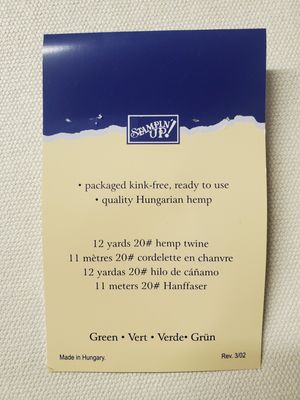 STAMPIN' UP!
• packaged kink-free, ready to use
• quality Hungarian hemp
12 yards 20# hemp twine
11 mètres 20# cordelette en chanvre
12 yardas 20# hilo de cáñamo
11 meters 20# Hanffaser
Green • Vert • Verde• Grün
Made in Hungary. Rev. 3/02